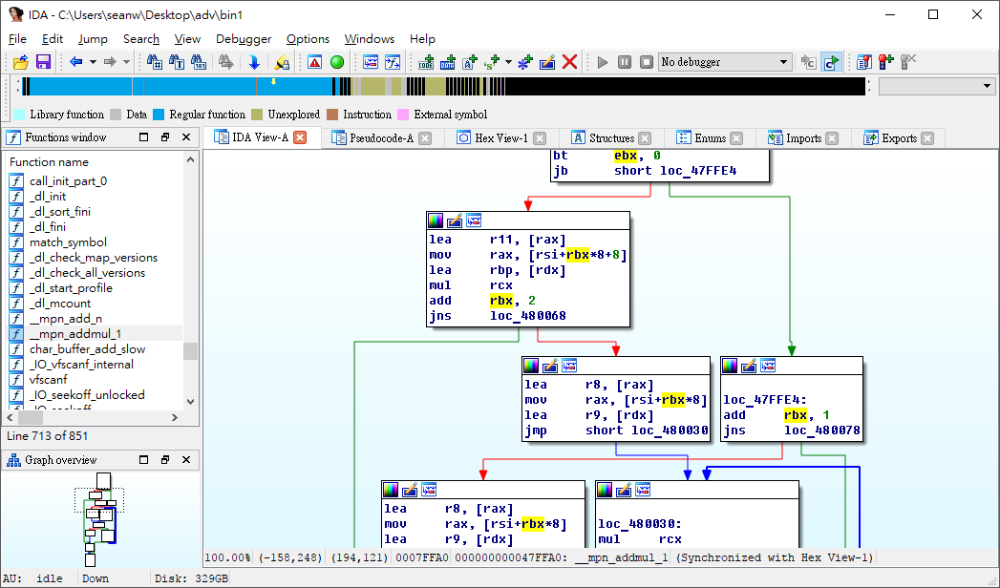 IDA - C:\Users\seanw\Desktop\adv\bin1
File Edit Jump Search View Debugger Options Windows Help
No debugger
Library function Data Regular function Unexplored Instruction External symbol
Functions window
IDA View-A Pseudocode-A Hex View-1 Structures Enums Imports Exports
Function name
call_init_part_0
_dl_init
_dl_sort_fini
_dl_fini
match_symbol
_dl_check_map_versions
_dl_check_all_versions
_dl_start_profile
_dl_mcount
__mpn_add_n
__mpn_addmul_1
char_buffer_add_slow
_IO_vfscanf_internal
vfscanf
_IO_seekoff_unlocked
_IO_seekoff
Line 713 of 851
Graph overview
bt ebx, 0
jb short loc_47FFE4
lea r11, [rax]
mov rax, [rsi+rbx*8+8]
lea rbp, [rdx]
mul rcx
add rbx, 2
jns loc_480068
lea r8, [rax]
mov rax, [rsi+rbx*8]
lea r9, [rdx]
jmp short loc_480030
loc_47FFE4:
add rbx, 1
jns loc_480078
lea r8, [rax]
mov rax, [rsi+rbx*8]
lea r9, [rdx]
loc_480030:
mul rcx
100.00% (-158,248) (194,121) 0007FFA0 000000000047FFA0: __mpn_addmul_1 (Synchronized with Hex View-1)
AU: idle Down Disk: 329GB